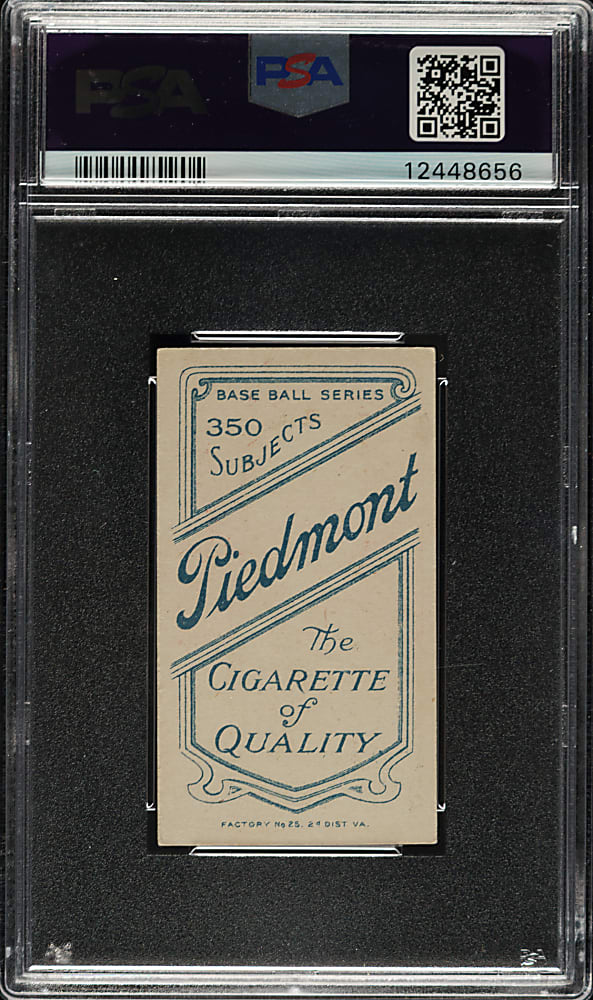 PSA
PSA
12448656
BASE BALL SERIES
350
SUBJECTS
Piedmont
The
CIGARETTE
of
QUALITY
FACTORY No 25. 2d DIST VA.